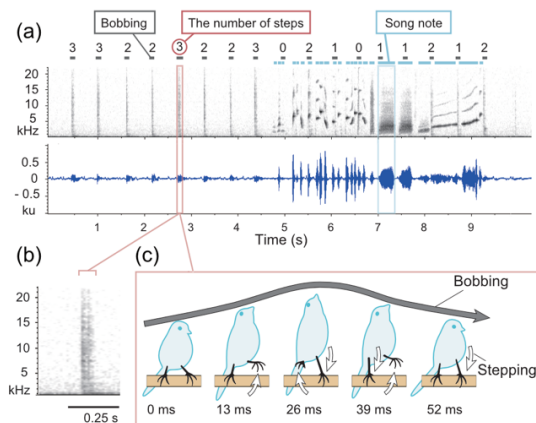 Bobbing
The number of steps
Song note
(a)
3 3 2 2 3 2 2 3 0 2 1 0 1 1 2 1 2
20
15
10
5
kHz
0.5
0
- 0.5
ku
1 2 3 4 5 6 7 8 9
Time (s)
(b)
20
15
10
5
kHz
0.25 s
(c)
Bobbing
Stepping
0 ms 13 ms 26 ms 39 ms 52 ms